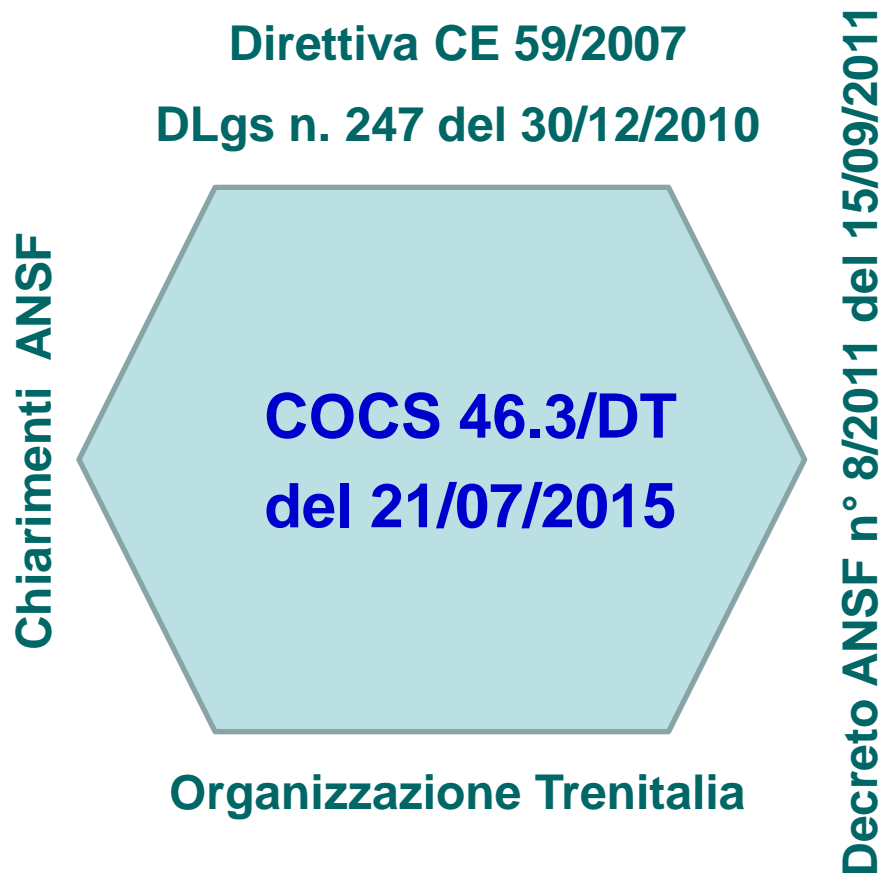 Direttiva CE 59/2007
DLgs n. 247 del 30/12/2010
Chiarimenti ANSF
COCS 46.3/DT
del 21/07/2015
Decreto ANSF n° 8/2011 del 15/09/2011
Organizzazione Trenitalia